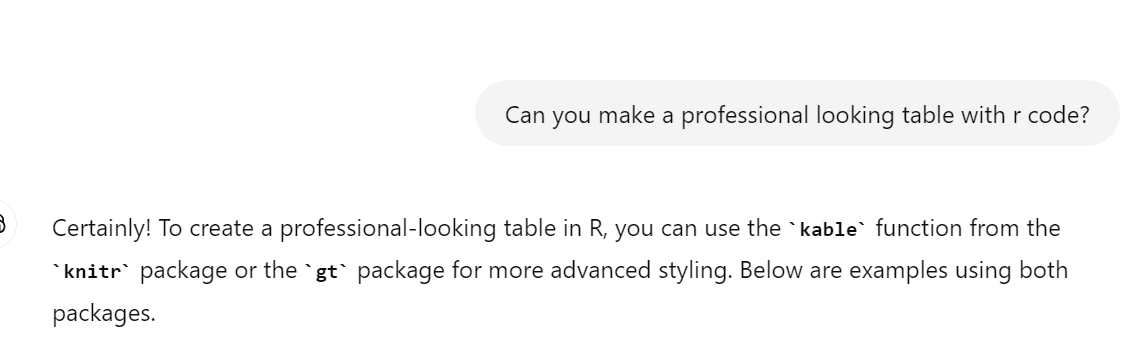 Can you make a professional looking table with r code?
Certainly! To create a professional-looking table in R, you can use the `kable` function from the
`knitr` package or the `gt` package for more advanced styling. Below are examples using both
packages.